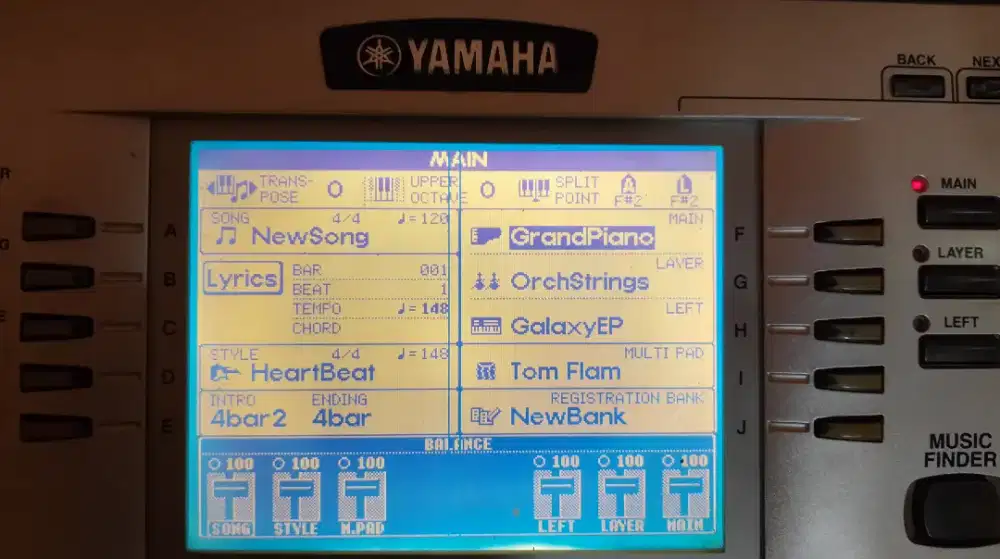 YAMAHA
BACK
NEX
MAIN
TRANS-
POSE 0
UPPER
OCTAVE 0
SPLIT
POINT
A
F#2
L
F#2
SONG 4/4 ♩=120
NewSong
Lyrics
BAR 001
BEAT 1
TEMPO ♩=148
CHORD
STYLE 4/4 ♩=148
HeartBeat
INTRO ENDING
4bar2 4bar
MAIN
GrandPiano
LAYER
OrchStrings
LEFT
GalaxyEP
MULTI PAD
Tom Flam
REGISTRATION BANK
NewBank
BALANCE
100 100 100 100 100 100
SONG STYLE M.PAD LEFT LAYER MAIN
A
B
C
D
E
F
G
H
I
J
MAIN
LAYER
LEFT
MUSIC
FINDER